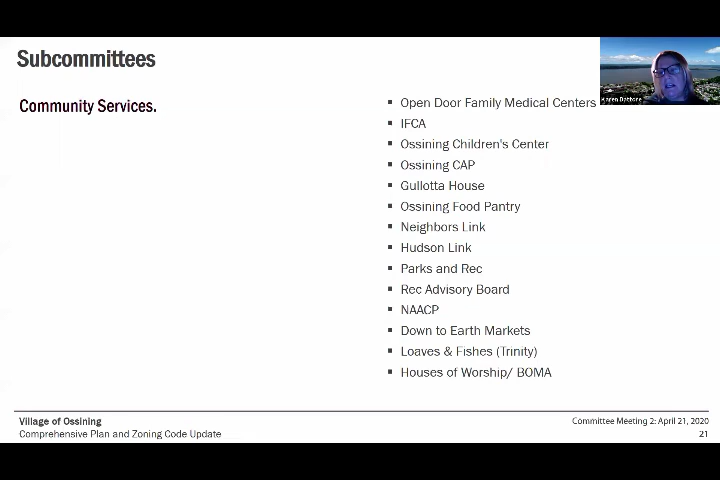 Subcommittees
Community Services.
▪ Open Door Family Medical Centers
▪ IFCA
▪ Ossining Children's Center
▪ Ossining CAP
▪ Gullotta House
▪ Ossining Food Pantry
▪ Neighbors Link
▪ Hudson Link
▪ Parks and Rec
▪ Rec Advisory Board
▪ NAACP
▪ Down to Earth Markets
▪ Loaves & Fishes (Trinity)
▪ Houses of Worship/ BOMA
Karen Dattore
Village of Ossining
Comprehensive Plan and Zoning Code Update
Committee Meeting 2: April 21, 2020
21